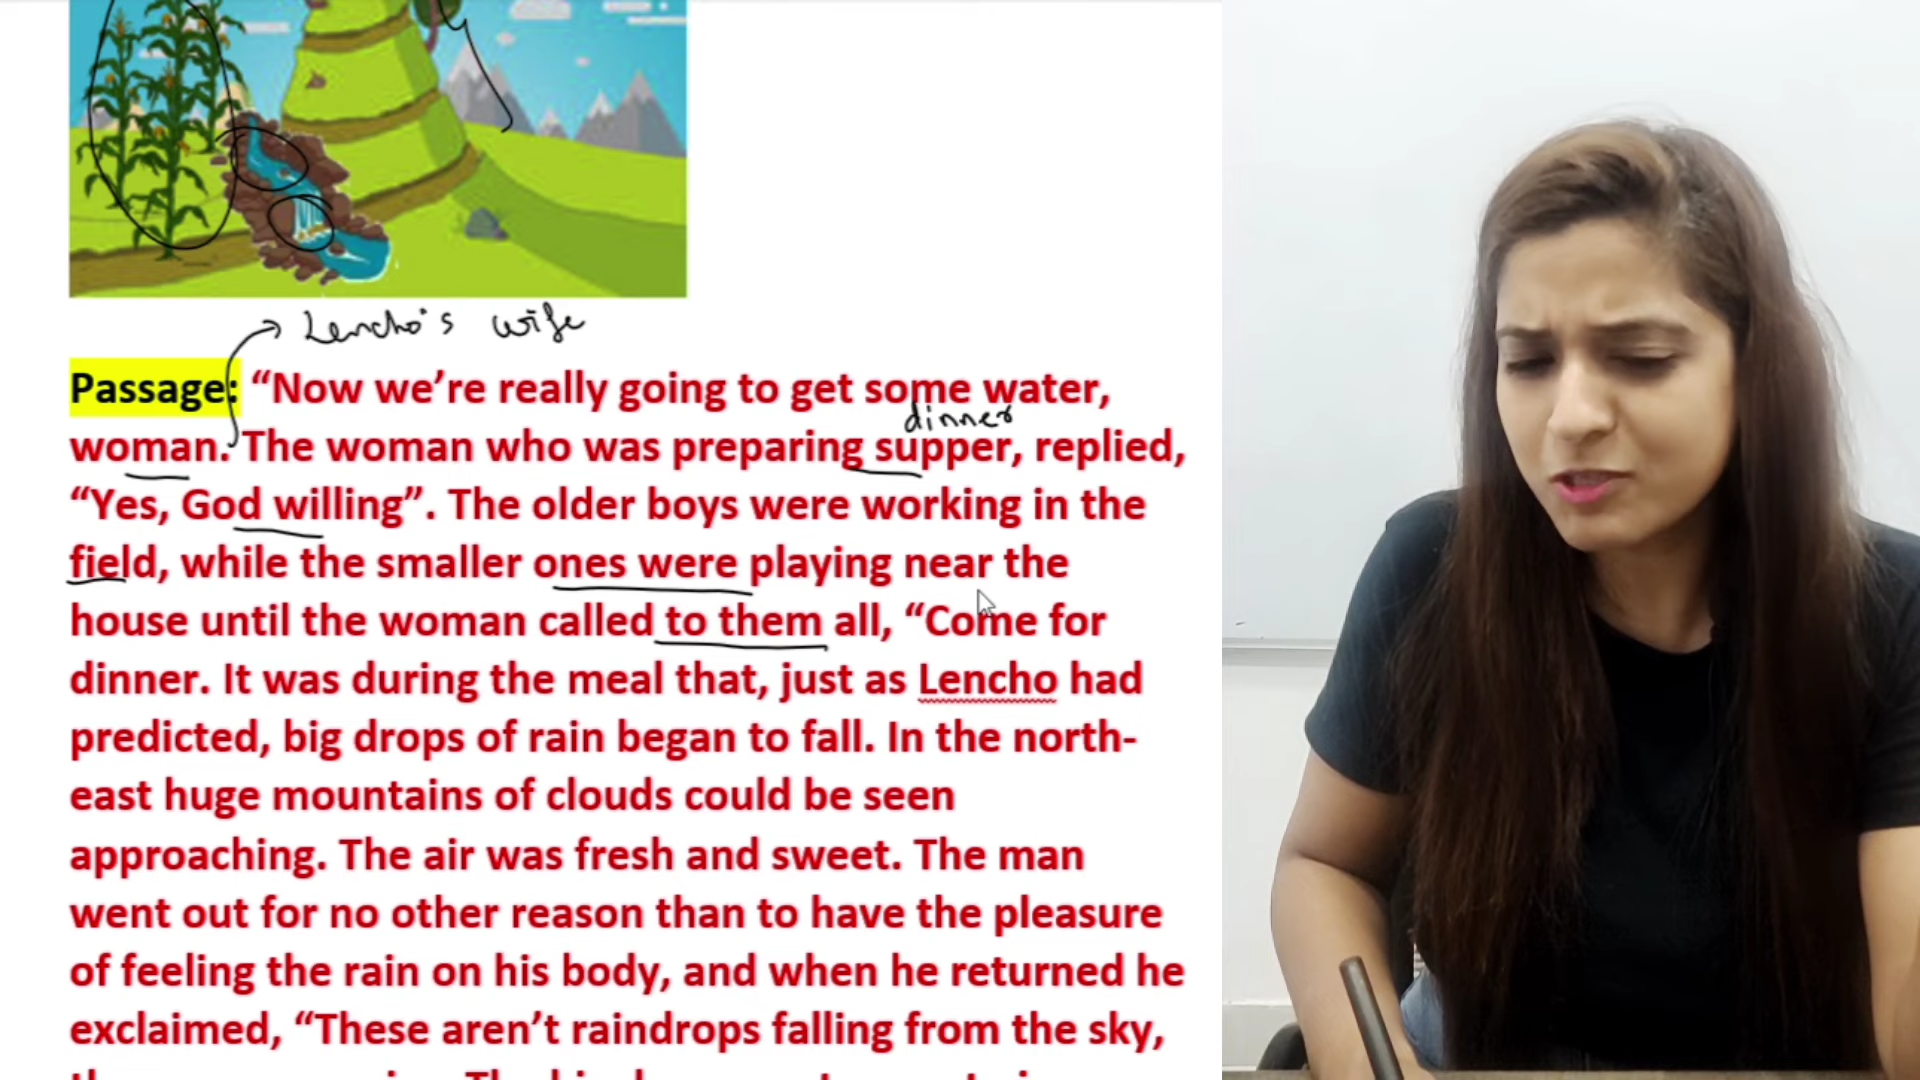 Lencho's wife
Passage: “Now we’re really going to get some water,
dinner
woman. The woman who was preparing supper, replied,
“Yes, God willing”. The older boys were working in the
field, while the smaller ones were playing near the
house until the woman called to them all, “Come for
dinner. It was during the meal that, just as Lencho had
predicted, big drops of rain began to fall. In the north-
east huge mountains of clouds could be seen
approaching. The air was fresh and sweet. The man
went out for no other reason than to have the pleasure
of feeling the rain on his body, and when he returned he
exclaimed, “These aren’t raindrops falling from the sky,